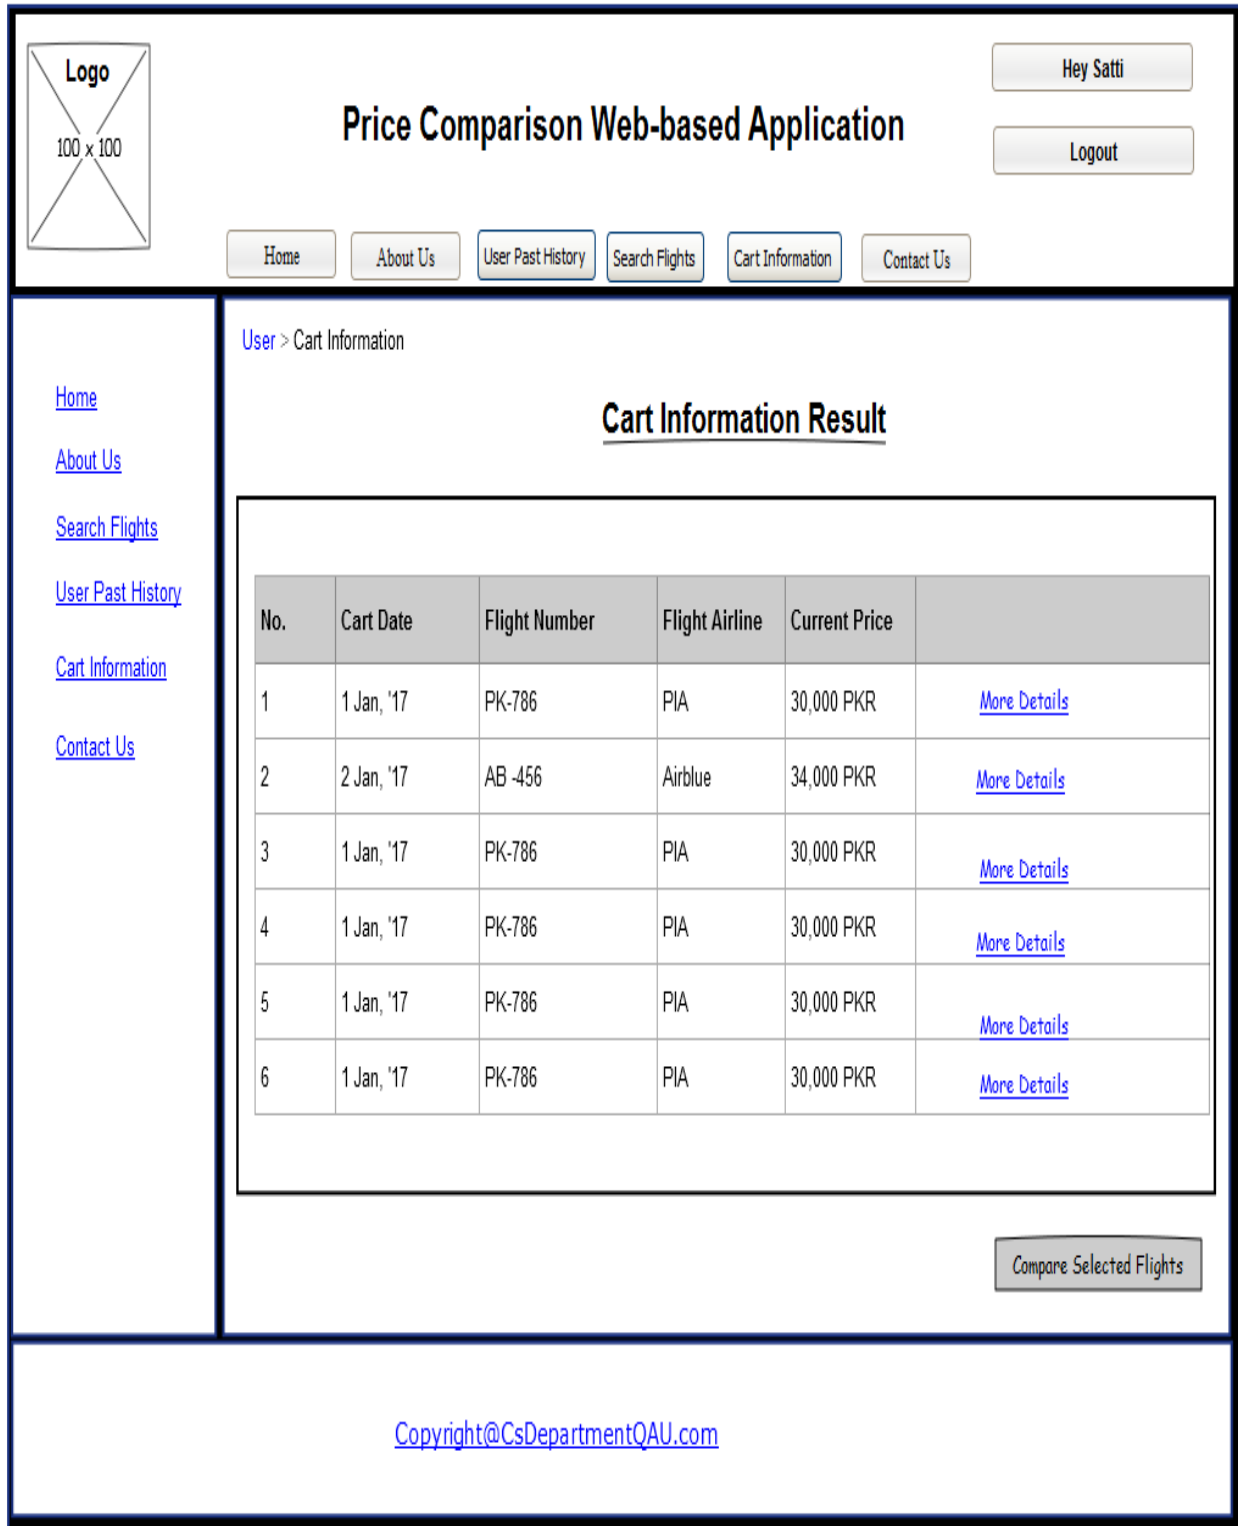 Logo
100 x 100
Price Comparison Web-based Application
Hey Satti
Logout
Home About Us User Past History Search Flights Cart Information Contact Us
Home
About Us
Search Flights
User Past History
Cart Information
Contact Us
User > Cart Information
Cart Information Result
No. Cart Date Flight Number Flight Airline Current Price
1 1 Jan, '17 PK-786 PIA 30,000 PKR More Details
2 2 Jan, '17 AB -456 Airblue 34,000 PKR More Details
3 1 Jan, '17 PK-786 PIA 30,000 PKR More Details
4 1 Jan, '17 PK-786 PIA 30,000 PKR More Details
5 1 Jan, '17 PK-786 PIA 30,000 PKR More Details
6 1 Jan, '17 PK-786 PIA 30,000 PKR More Details
Compare Selected Flights
Copyright@CsDepartmentQAU.com